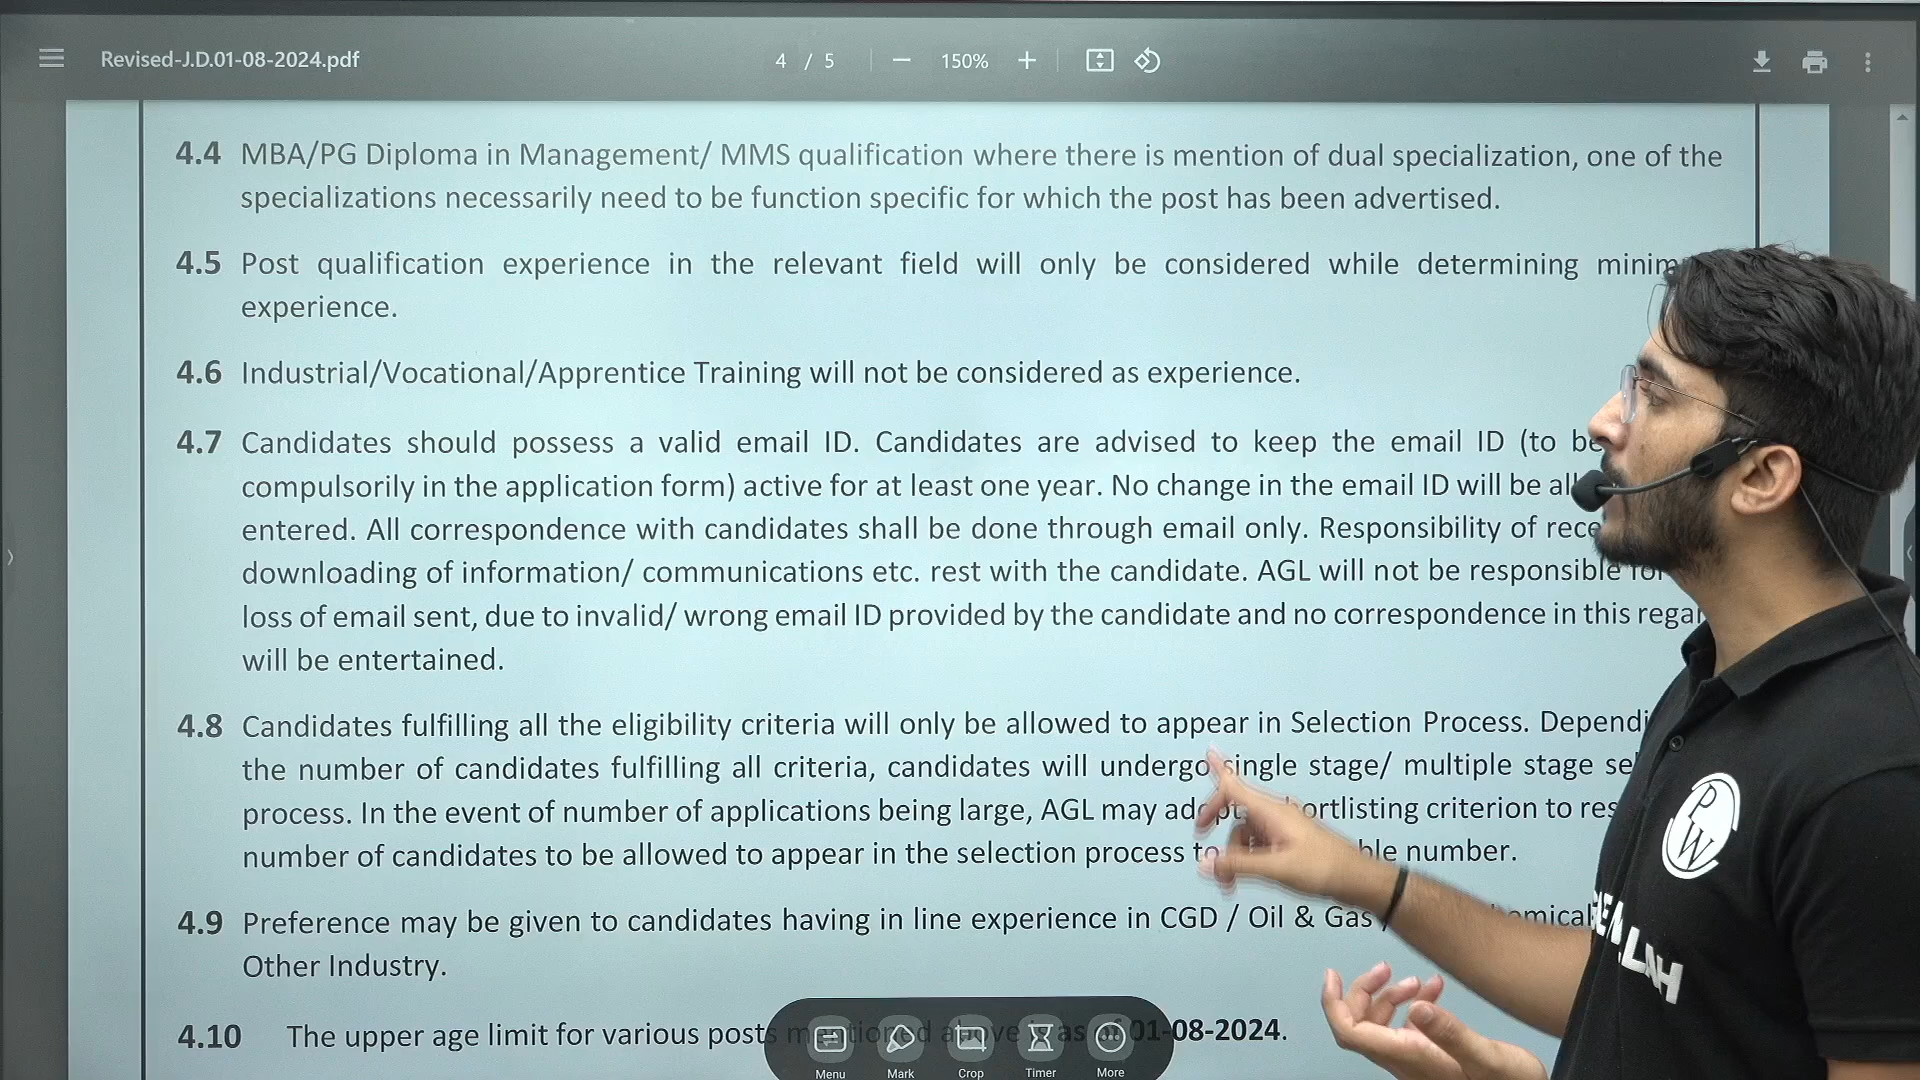 Revised-J.D.01-08-2024.pdf
4 / 5
150%
4.4 MBA/PG Diploma in Management/ MMS qualification where there is mention of dual specialization, one of the
specializations necessarily need to be function specific for which the post has been advertised.
4.5 Post qualification experience in the relevant field will only be considered while determining
experience.
4.6 Industrial/Vocational/Apprentice Training will not be considered as experience.
4.7 Candidates should possess a valid email ID. Candidates are advised to keep the email ID (to be
compulsorily in the application form) active for at least one year. No change in the email ID will be
entered. All correspondence with candidates shall be done through email only. Responsibility of
downloading of information/ communications etc. rest with the candidate. AGL will not be responsible for
loss of email sent, due to invalid/ wrong email ID provided by the candidate and no correspondence in this
will be entertained.
4.8 Candidates fulfilling all the eligibility criteria will only be allowed to appear in Selection Process.
the number of candidates fulfilling all criteria, candidates will undergo single stage/ multiple stage
process. In the event of number of applications being large, AGL may criterion to
number of candidates to be allowed to appear in the selection process number.
4.9 Preference may be given to candidates having in line experience in CGD / Oil & Gas /
Other Industry.
4.10 The upper age limit for various posts mentioned above is as of 01-08-2024.
Menu Mark Crop Timer More
PW